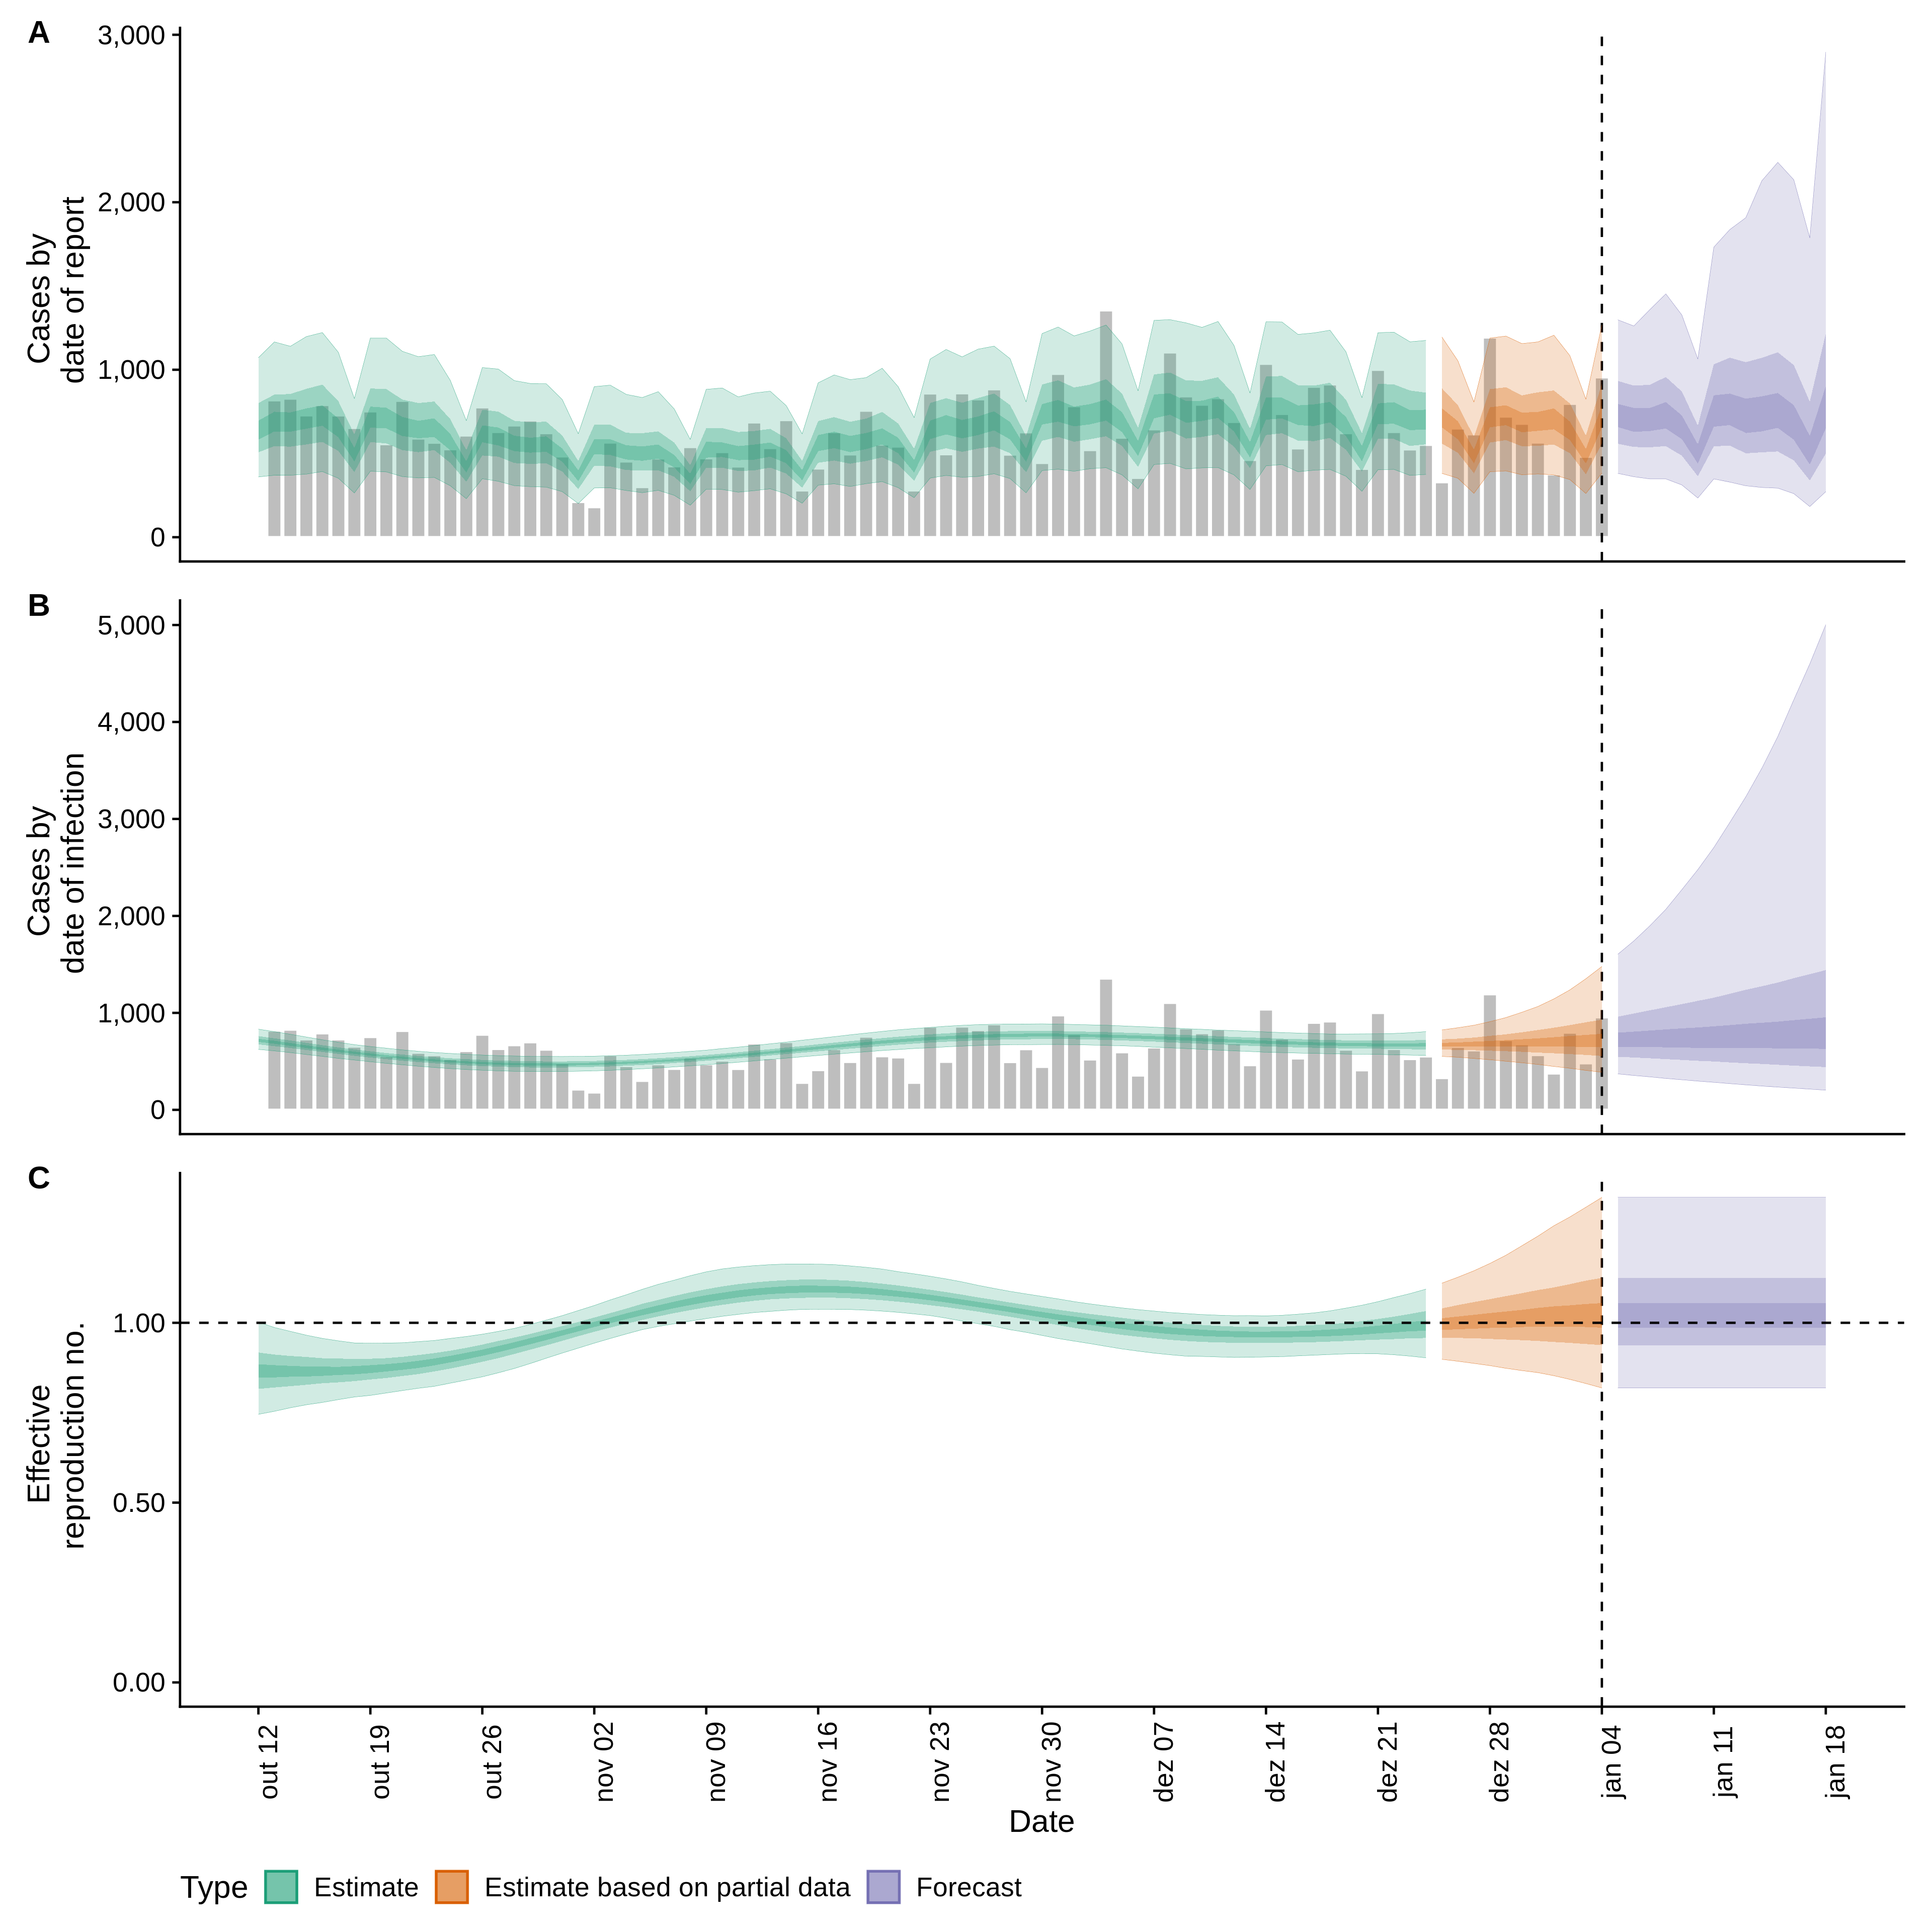 A
Cases by
date of report
3,000
2,000
1,000
0
B
Cases by
date of infection
5,000
4,000
3,000
2,000
1,000
0
C
Effective
reproduction no.
1.00
0.50
0.00
out 12
out 19
out 26
nov 02
nov 09
nov 16
nov 23
nov 30
dez 07
dez 14
dez 21
dez 28
jan 04
jan 11
jan 18
Date
Type Estimate Estimate based on partial data Forecast